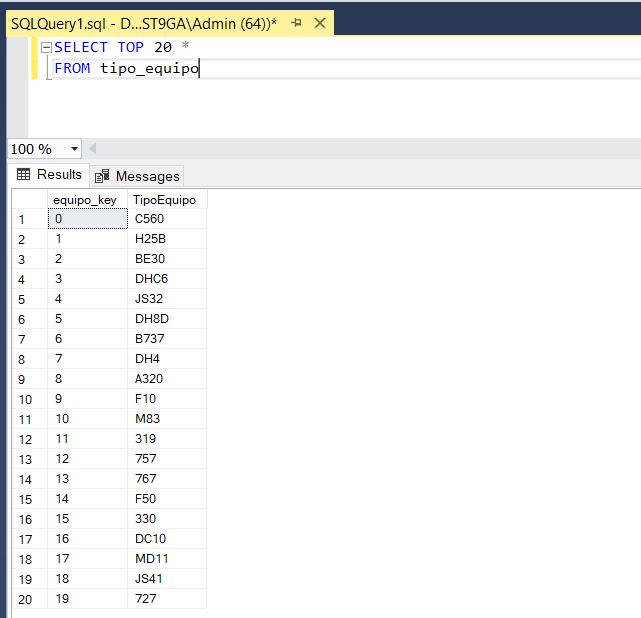 SQLQuery1.sql - D...ST9GA\Admin (64))*
SELECT TOP 20 *
FROM tipo_equipo
100 %
Results Messages
equipo_key TipoEquipo
1 0 C560
2 1 H25B
3 2 BE30
4 3 DHC6
5 4 JS32
6 5 DH8D
7 6 B737
8 7 DH4
9 8 A320
10 9 F10
11 10 M83
12 11 319
13 12 757
14 13 767
15 14 F50
16 15 330
17 16 DC10
18 17 MD11
19 18 JS41
20 19 727